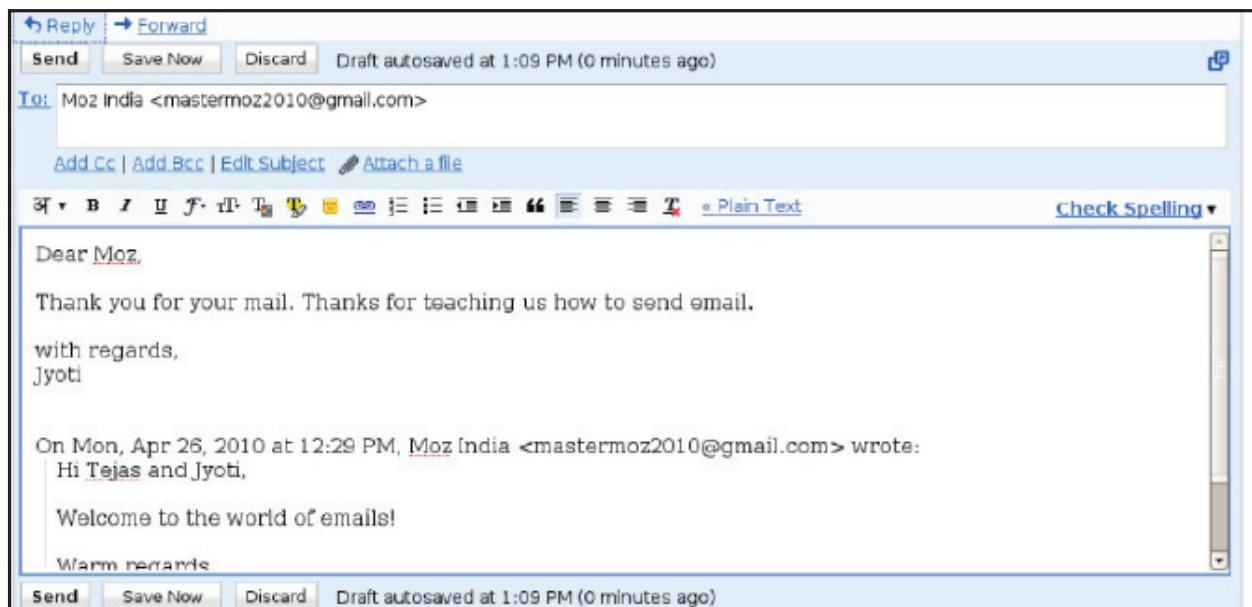 Reply Forward
Send Save Now Discard Draft autosaved at 1:09 PM (0 minutes ago)
To: Moz India <mastermoz2010@gmail.com>
Add Cc | Add Bcc | Edit Subject Attach a file
अ B I U « Plain Text Check Spelling
Dear Moz,
Thank you for your mail. Thanks for teaching us how to send email.
with regards,
Jyoti
On Mon, Apr 26, 2010 at 12:29 PM, Moz India <mastermoz2010@gmail.com> wrote:
Hi Tejas and Jyoti,
Welcome to the world of emails!
Warm regards
Send Save Now Discard Draft autosaved at 1:09 PM (0 minutes ago)